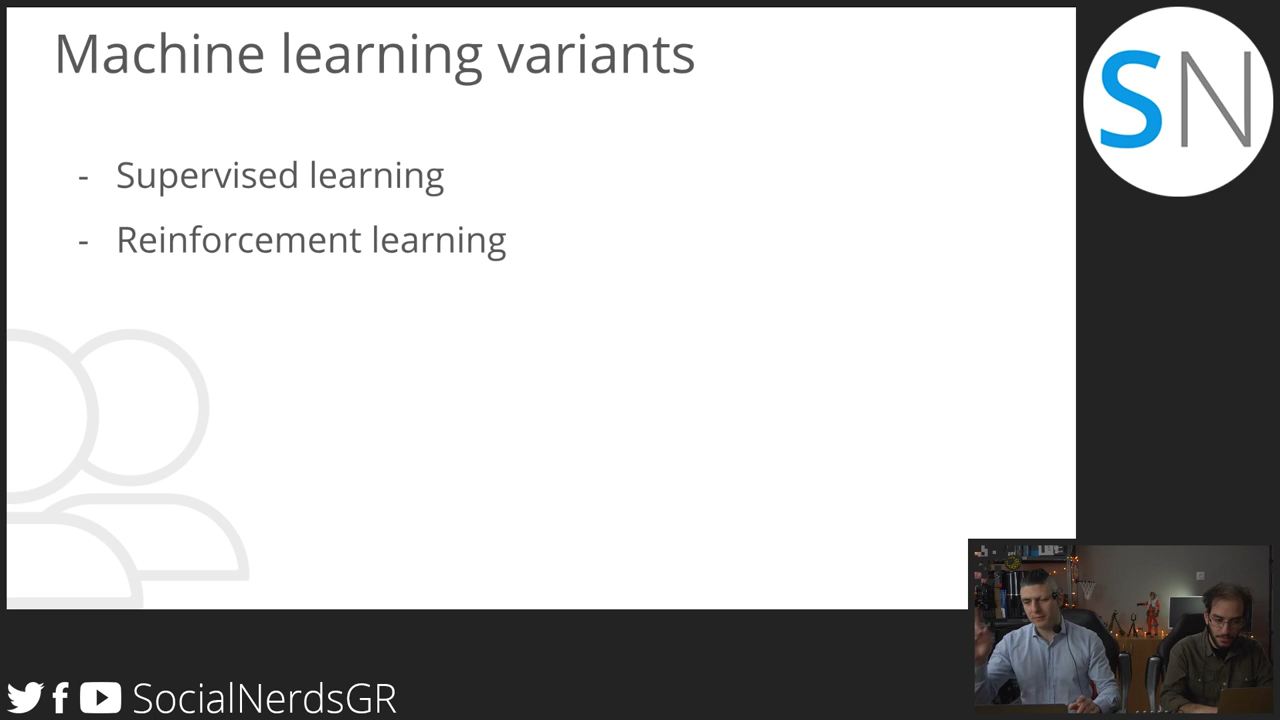 Machine learning variants
SN
- Supervised learning
- Reinforcement learning
SocialNerdsGR